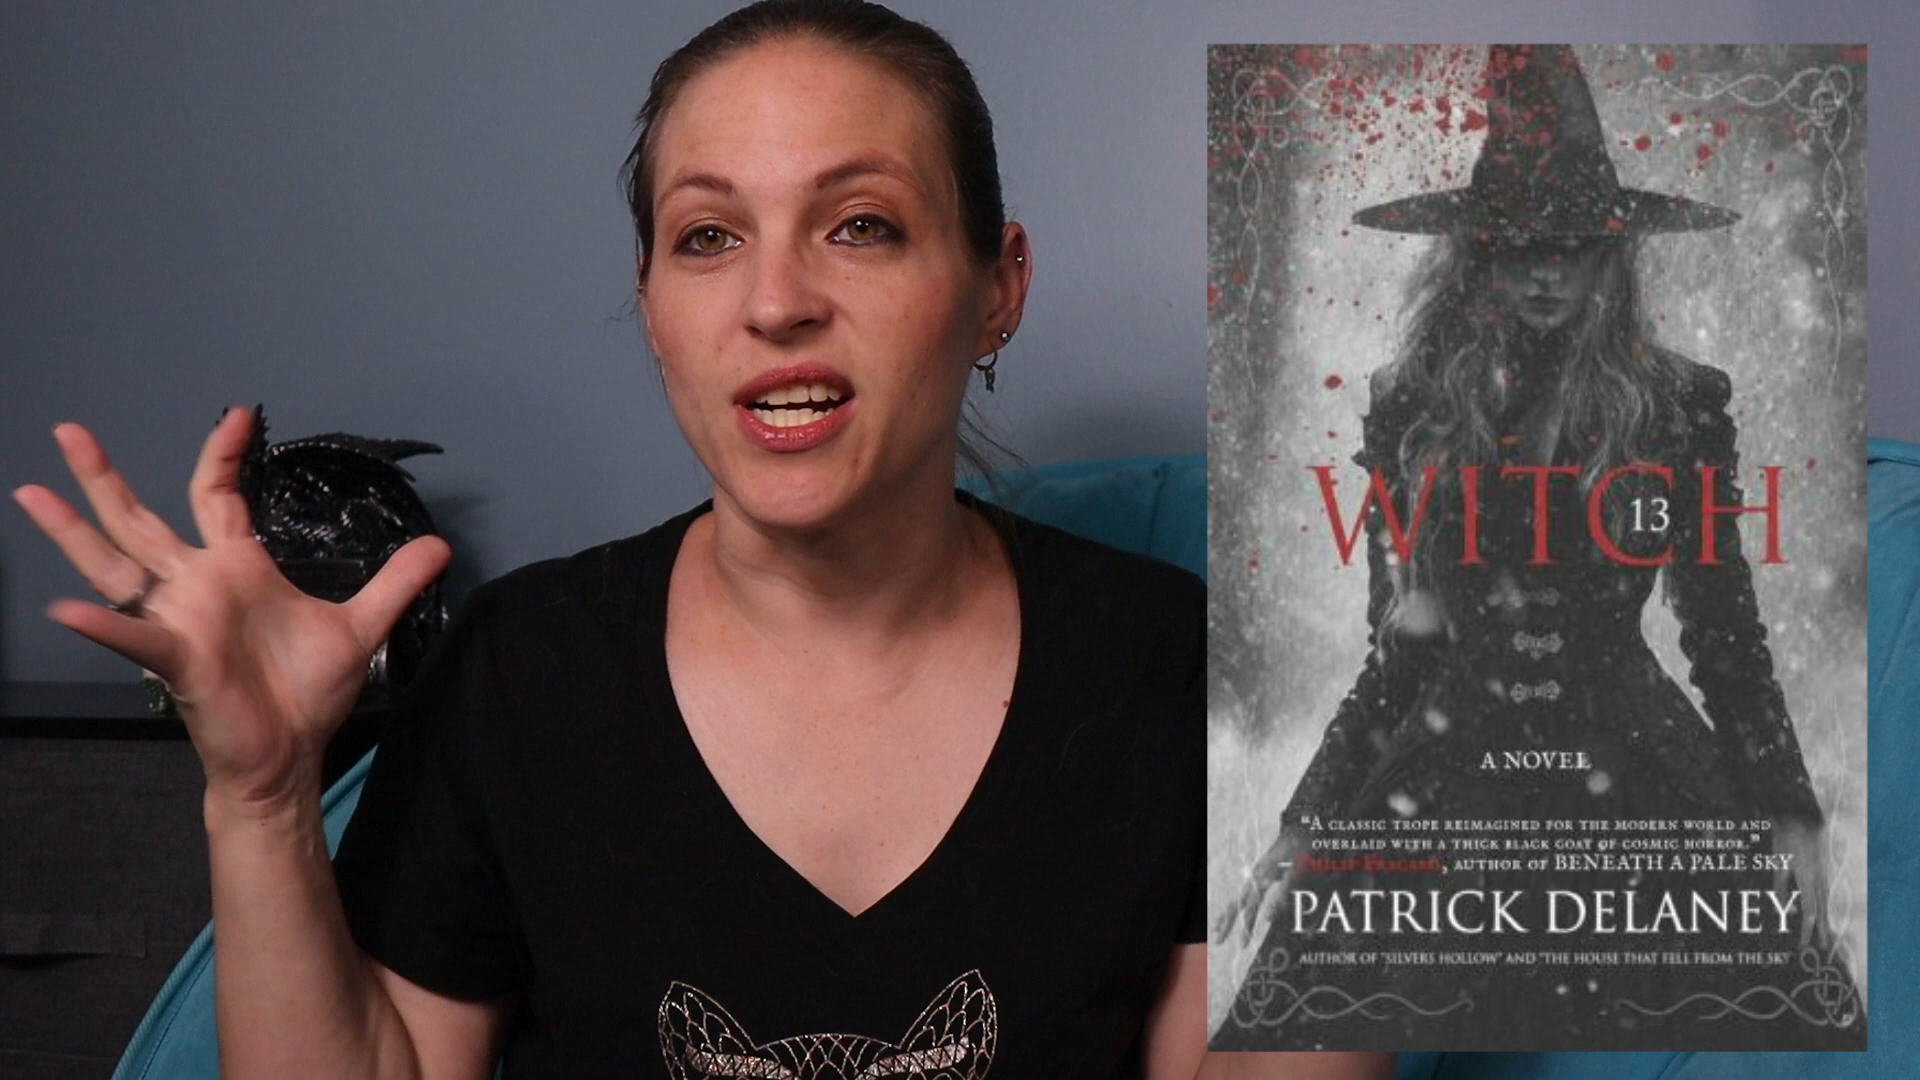 WITCH
13
A NOVEL
"A CLASSIC TROPE REIMAGINED FOR THE MODERN WORLD AND
OVERLAID WITH A THICK BLACK COAT OF COSMIC HORROR."
– PHILIP FRACASSI, AUTHOR OF BENEATH A PALE SKY
PATRICK DELANEY
AUTHOR OF "SILVERS HOLLOW" AND "THE HOUSE THAT FELL FROM THE SKY